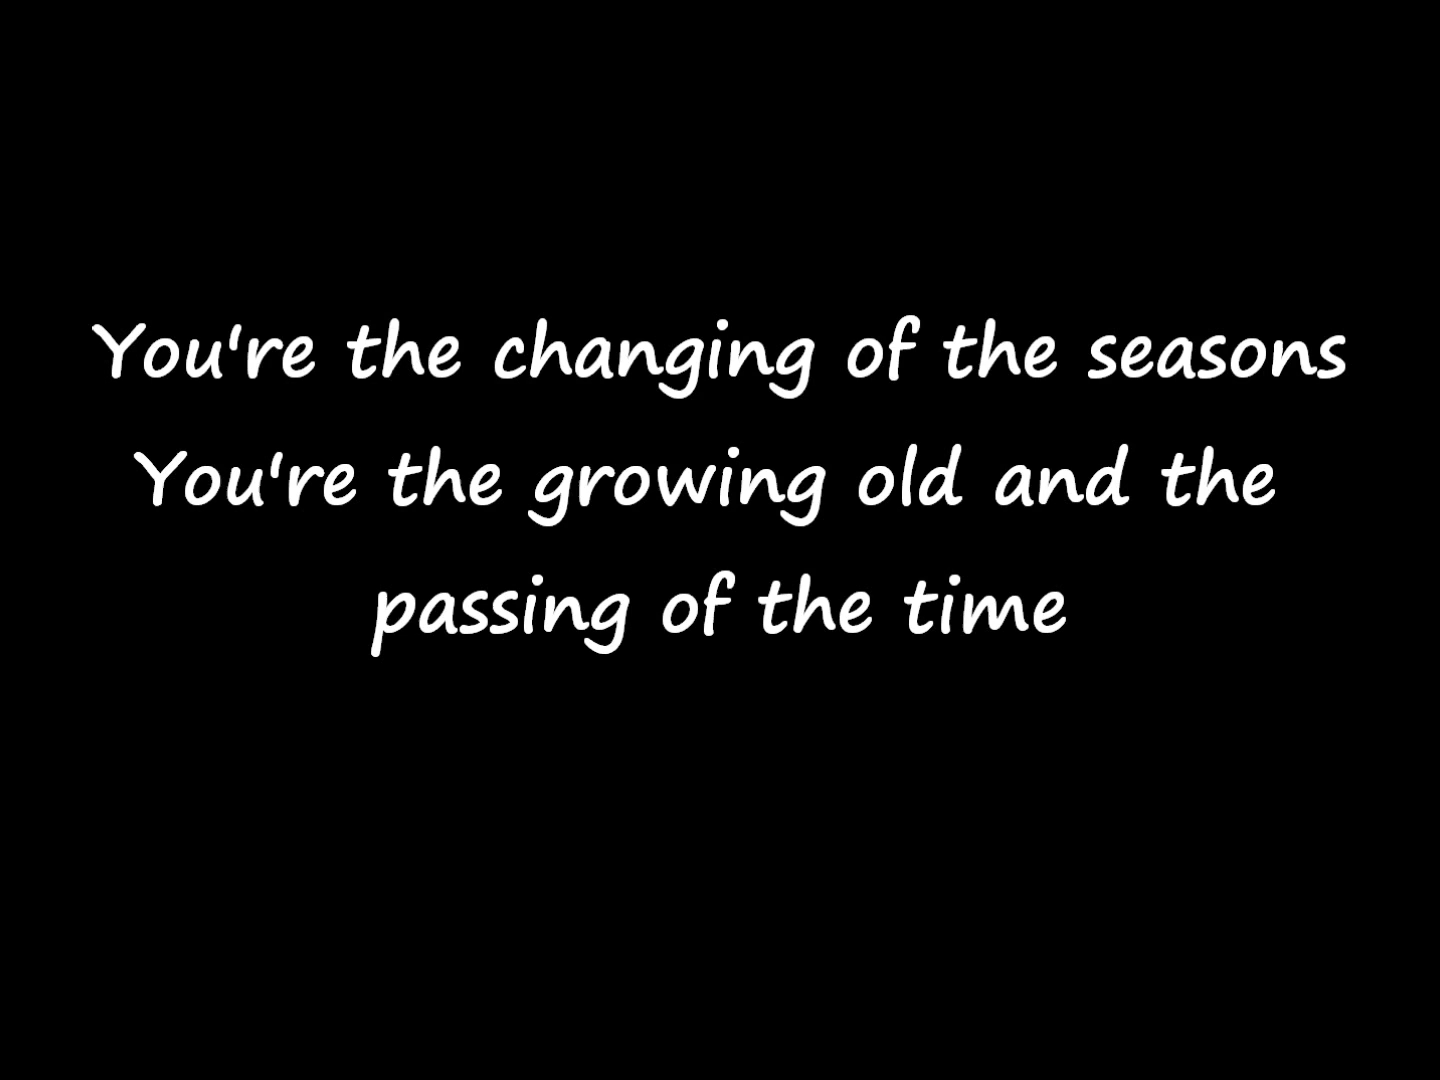 You're the changing of the seasons
You're the growing old and the
passing of the time